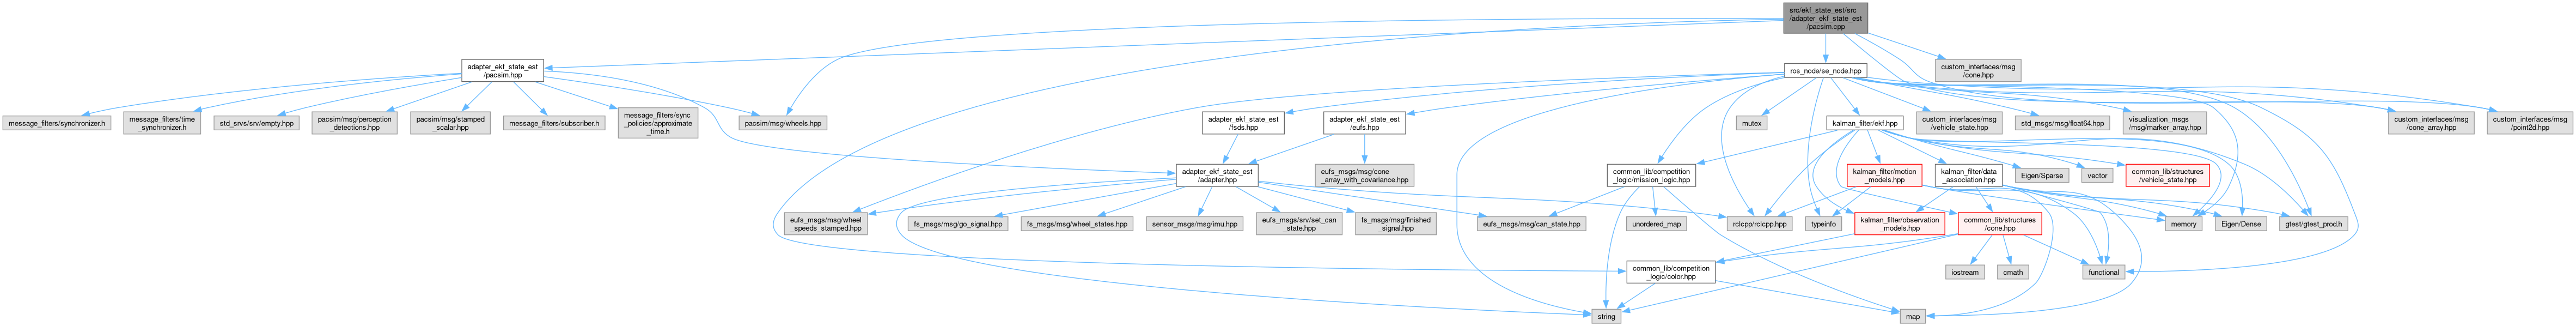 src/ekf_state_est/src
/adapter_ekf_state_est
/pacsim.cpp
adapter_ekf_state_est
/pacsim.hpp
ros_node/se_node.hpp
custom_interfaces/msg
/cone.hpp
message_filters/synchronizer.h
message_filters/time
_synchronizer.h
std_srvs/srv/empty.hpp
pacsim/msg/perception
_detections.hpp
pacsim/msg/stamped
_scalar.hpp
message_filters/subscriber.h
message_filters/sync
_policies/approximate
_time.h
pacsim/msg/wheels.hpp
adapter_ekf_state_est
/fsds.hpp
adapter_ekf_state_est
/eufs.hpp
mutex
kalman_filter/ekf.hpp
custom_interfaces/msg
/vehicle_state.hpp
std_msgs/msg/float64.hpp
visualization_msgs
/msg/marker_array.hpp
custom_interfaces/msg
/cone_array.hpp
custom_interfaces/msg
/point2d.hpp
adapter_ekf_state_est
/adapter.hpp
eufs_msgs/msg/cone
_array_with_covariance.hpp
common_lib/competition
_logic/mission_logic.hpp
kalman_filter/motion
_models.hpp
kalman_filter/data
_association.hpp
Eigen/Sparse
vector
common_lib/structures
/vehicle_state.hpp
eufs_msgs/msg/wheel
_speeds_stamped.hpp
fs_msgs/msg/go_signal.hpp
fs_msgs/msg/wheel_states.hpp
sensor_msgs/msg/imu.hpp
eufs_msgs/srv/set_can
_state.hpp
fs_msgs/msg/finished
_signal.hpp
eufs_msgs/msg/can_state.hpp
unordered_map
rclcpp/rclcpp.hpp
typeinfo
kalman_filter/observation
_models.hpp
common_lib/structures
/cone.hpp
memory
Eigen/Dense
gtest/gtest_prod.h
common_lib/competition
_logic/color.hpp
iostream
cmath
functional
string
map